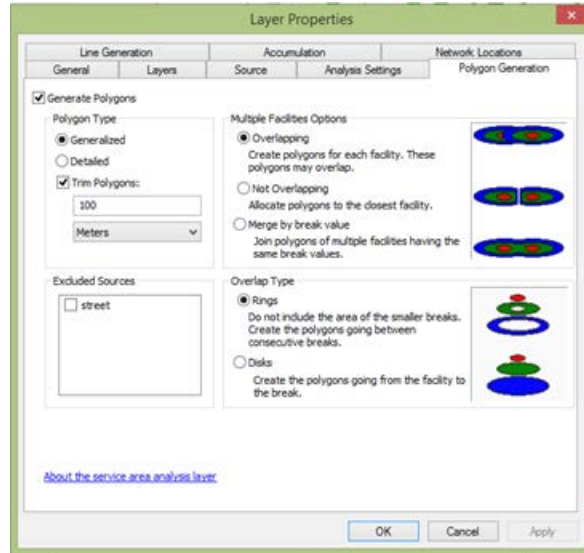 Layer Properties
Line Generation
Accumulation
Network Locations
General
Layers
Source
Analysis Settings
Polygon Generation
Generate Polygons
Polygon Type
Generalized
Detailed
Trim Polygons:
100
Meters
Multiple Facilities Options
Overlapping
Create polygons for each facility. These
polygons may overlap.
Not Overlapping
Allocate polygons to the closest facility.
Merge by break value
Join polygons of multiple facilities having the
same break values.
Excluded Sources
street
Overlap Type
Rings
Do not include the area of the smaller breaks.
Create the polygons going between
consecutive breaks.
Disks
Create the polygons going from the facility to
the break.
About the service area analysis layer
OK
Cancel
Apply